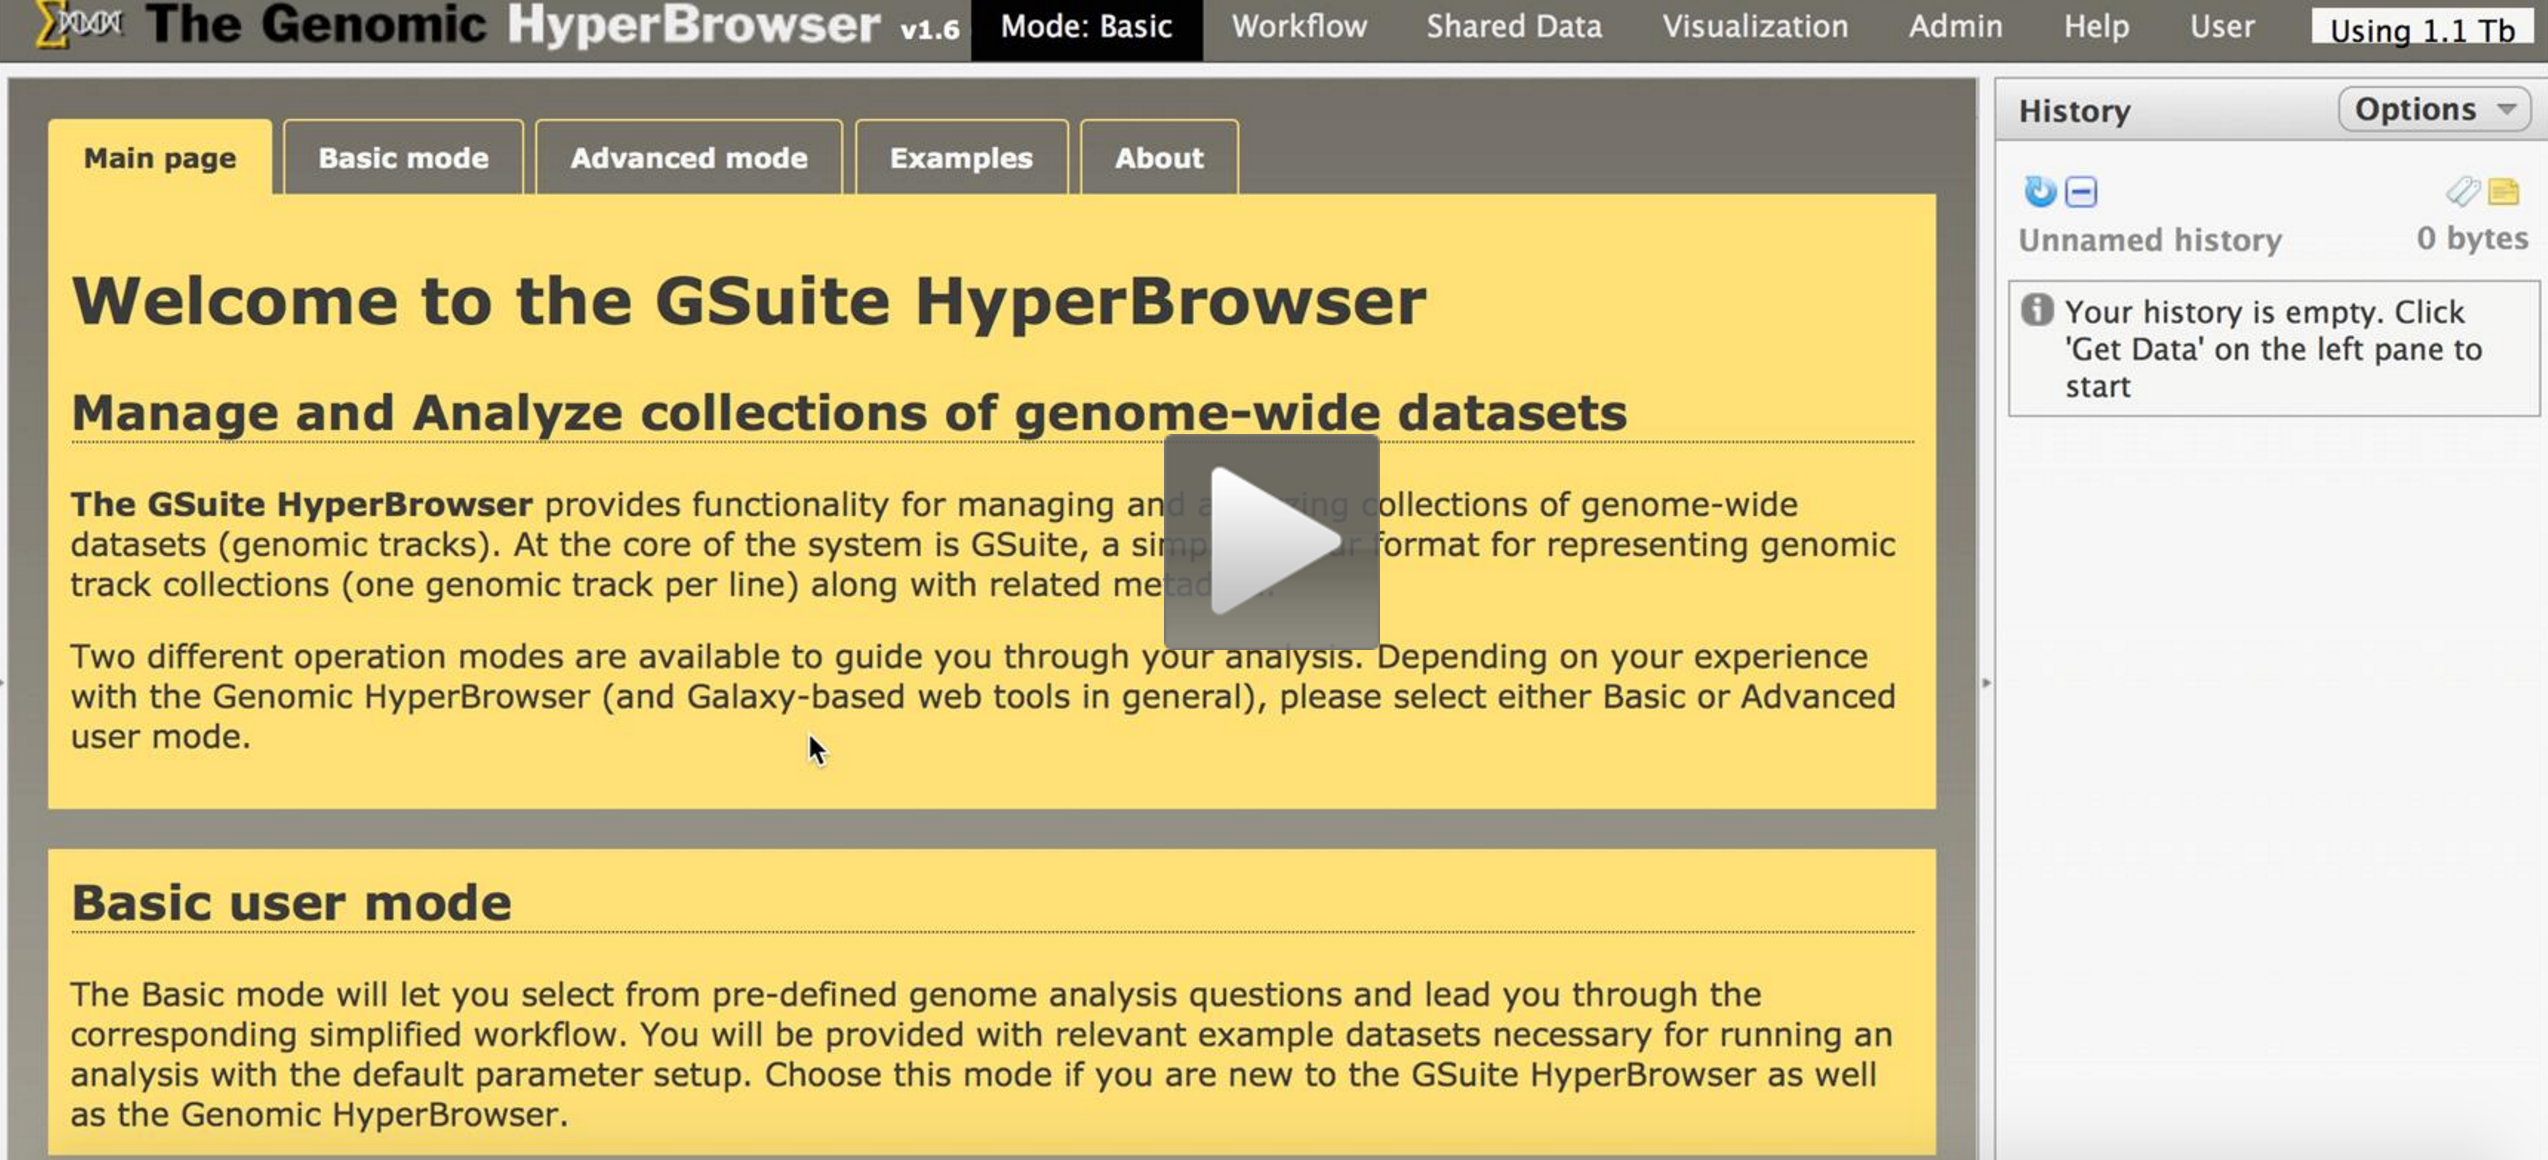 The Genomic HyperBrowser v1.6
Mode: Basic
Workflow
Shared Data
Visualization
Admin
Help
User
Using 1.1 Tb
Main page
Basic mode
Advanced mode
Examples
About
Welcome to the GSuite HyperBrowser
Manage and Analyze collections of genome-wide datasets
The GSuite HyperBrowser provides functionality for managing and analyzing collections of genome-wide
datasets (genomic tracks). At the core of the system is GSuite, a format for representing genomic
track collections (one genomic track per line) along with related
Two different operation modes are available to guide you through your analysis. Depending on your experience
with the Genomic HyperBrowser (and Galaxy-based web tools in general), please select either Basic or Advanced
user mode.
Basic user mode
The Basic mode will let you select from pre-defined genome analysis questions and lead you through the
corresponding simplified workflow. You will be provided with relevant example datasets necessary for running an
analysis with the default parameter setup. Choose this mode if you are new to the GSuite HyperBrowser as well
as the Genomic HyperBrowser.
History
Options
Unnamed history
0 bytes
Your history is empty. Click
'Get Data' on the left pane to
start